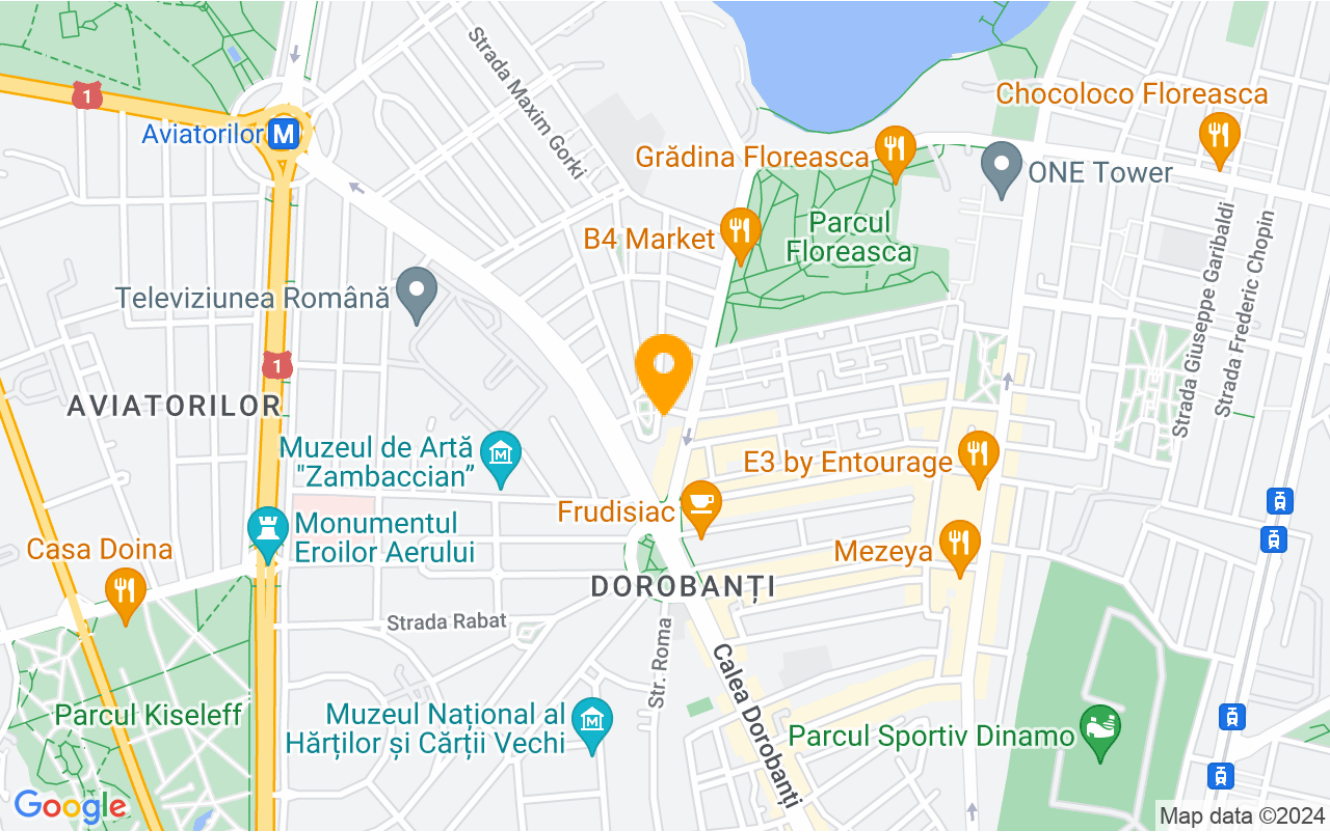 Strada Maxim Gorki
1
Chocoloco Floreasca
Aviatorilor M
Grădina Floreasca
ONE Tower
B4 Market
Parcul
Floreasca
Strada Giuseppe Garibaldi
Strada Frederic Chopin
Televiziunea Română
1
AVIATORILOR
Muzeul de Artă
"Zambaccian”
E3 by Entourage
Frudisiac
Monumentul
Eroilor Aerului
Casa Doina
Mezeya
DOROBANȚI
Strada Rabat
Str. Roma
Calea Dorobanți
Parcul Kiseleff
Muzeul Național al
Hărților și Cărții Vechi
Parcul Sportiv Dinamo
Google
Map data ©2024